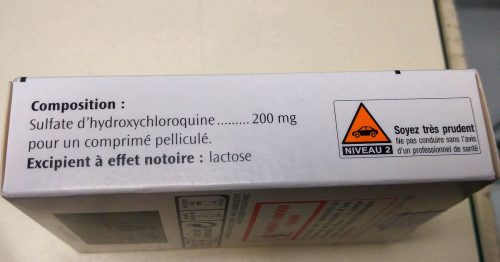 Composition :
Sulfate d'hydroxychloroquine......... 200 mg
pour un comprimé pelliculé.
Excipient à effet notoire : lactose
Soyez très prudent
Ne pas conduire sans l'avis
d'un professionnel de santé
NIVEAU 2